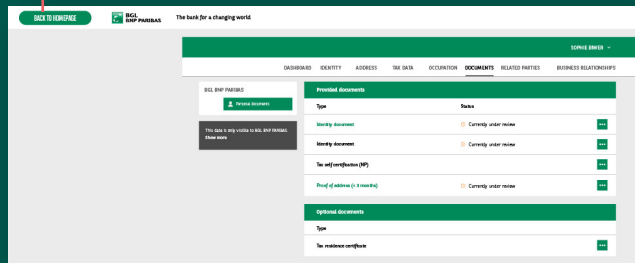 BACK TO HOMEPAGE
BGL
BNP PARIBAS
The bank for a changing world
SOPHIE BIWER
DASHBOARD IDENTITY ADDRESS TAX DATA OCCUPATION DOCUMENTS RELATED PARTIES BUSINESS RELATIONSHIPS
BGL BNP PARIBAS
Personal documents
This data is only visible to BGL BNP PARIBAS
Show more
Provided documents
Type Status
Identity document Currently under review
Identity document Currently under review
Tax self certification (NP)
Proof of address (< 3 months) Currently under review
Optional documents
Type
Tax residence certificate